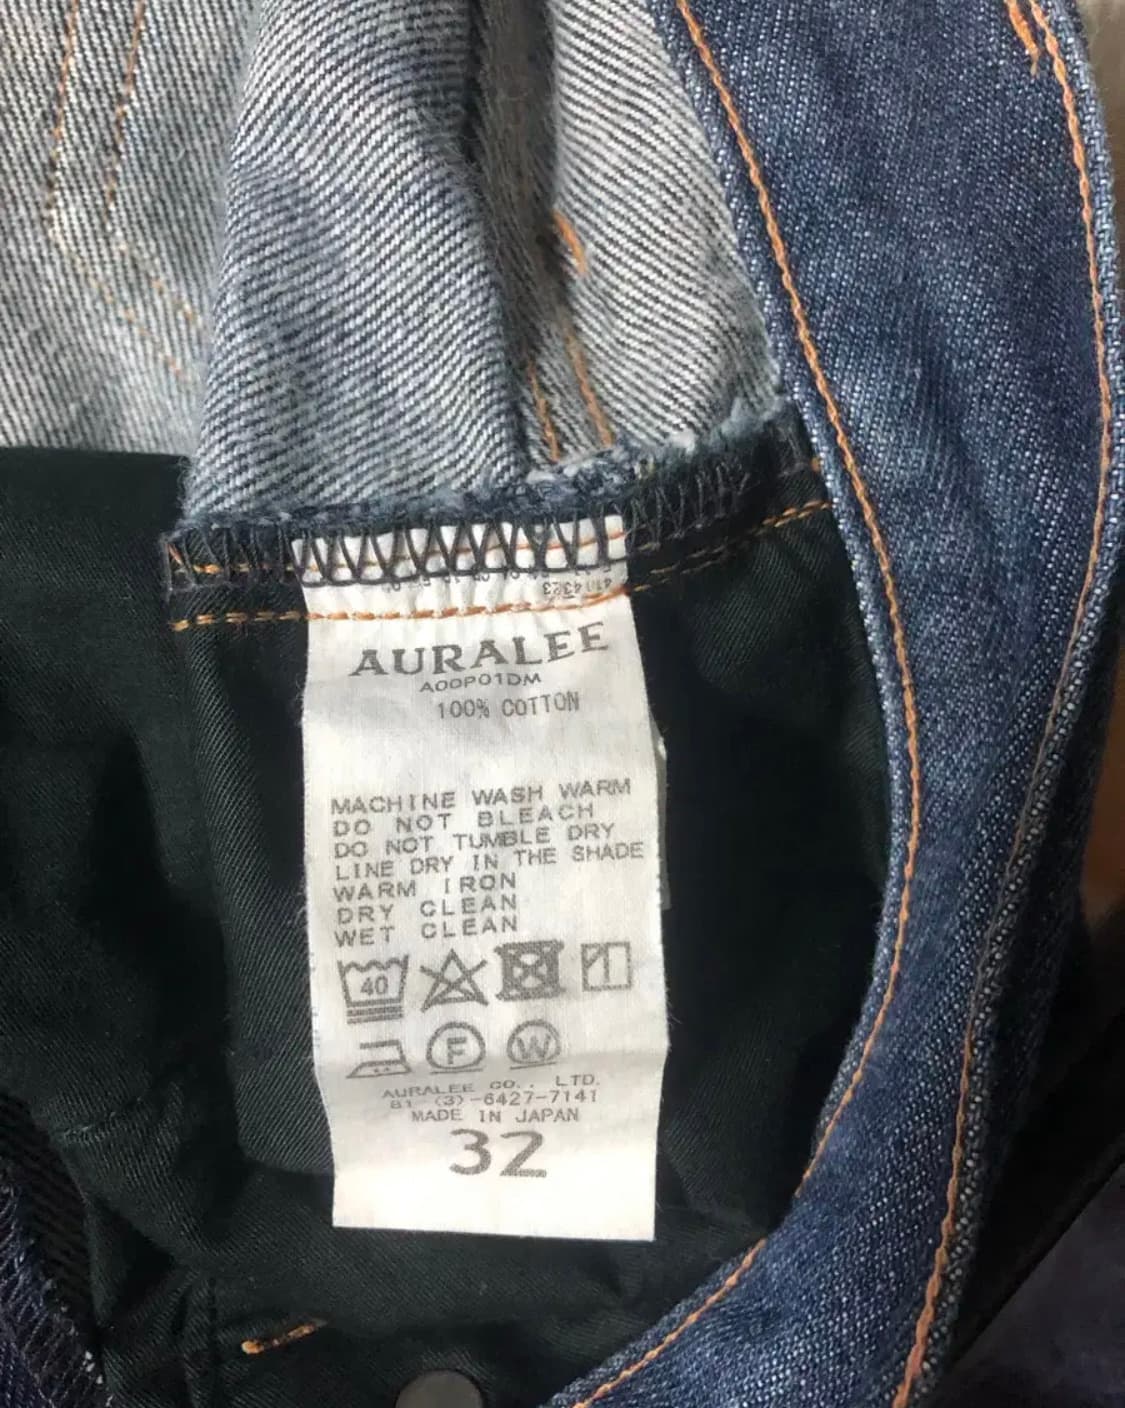 AURALEE
A00P01DM
100% COTTON
MACHINE WASH WARM
DO NOT BLEACH
DO NOT TUMBLE DRY
LINE DRY IN THE SHADE
WARM IRON
DRY CLEAN
WET CLEAN
40
F W
AURALEE CO., LTD.
81 (3)-6427-7141
MADE IN JAPAN
32